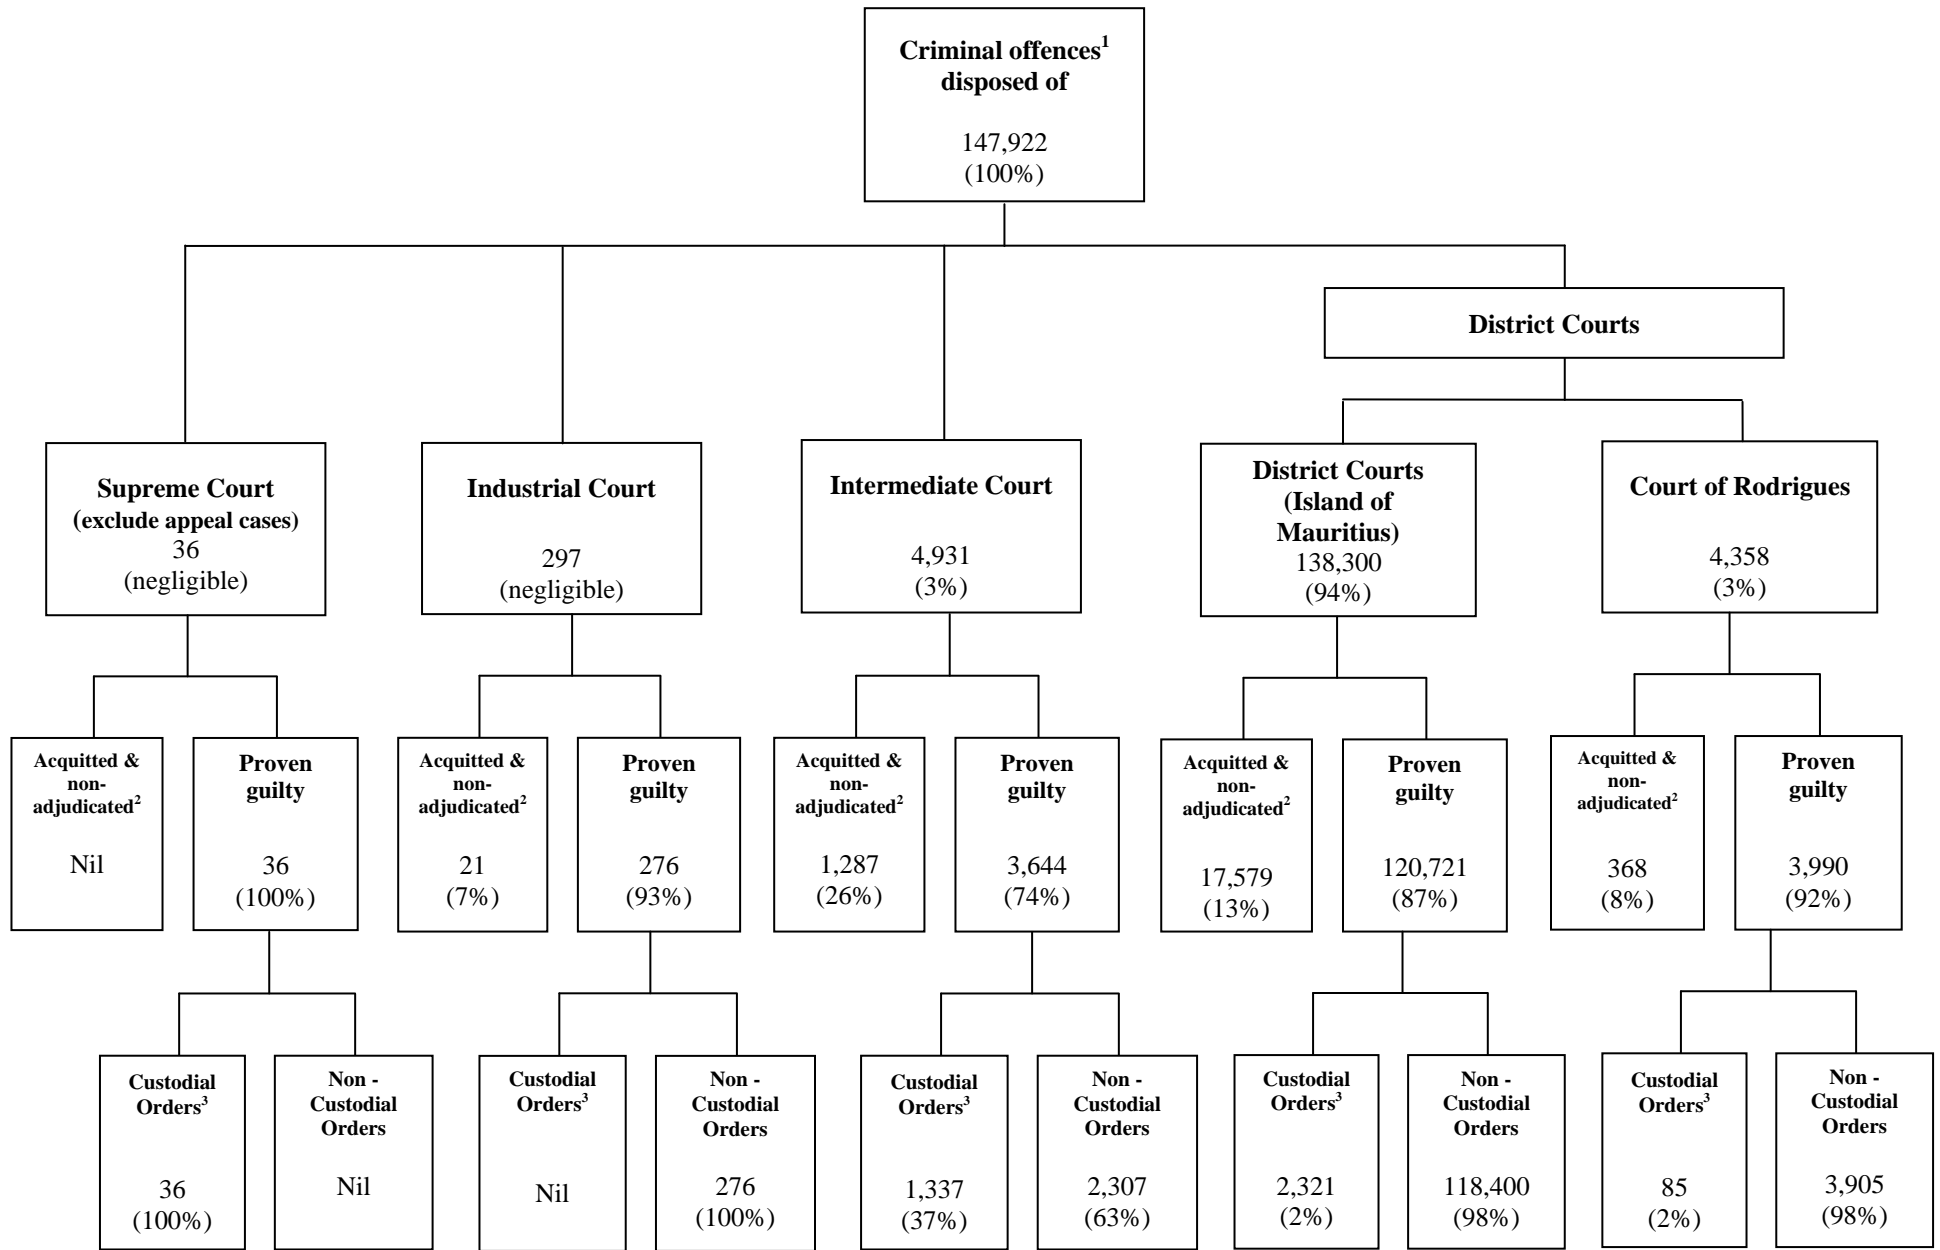 Criminal offences¹
disposed of
147,922
(100%)
District Courts
Supreme Court
(exclude appeal cases)
36
(negligible)
Industrial Court
297
(negligible)
Intermediate Court
4,931
(3%)
District Courts
(Island of
Mauritius)
138,300
(94%)
Court of Rodrigues
4,358
(3%)
Acquitted &
non-
adjudicated²
Nil
Proven
guilty
36
(100%)
Acquitted &
non-
adjudicated²
21
(7%)
Proven
guilty
276
(93%)
Acquitted &
non-
adjudicated²
1,287
(26%)
Proven
guilty
3,644
(74%)
Acquitted &
non-
adjudicated²
17,579
(13%)
Proven
guilty
120,721
(87%)
Acquitted &
non-
adjudicated²
368
(8%)
Proven
guilty
3,990
(92%)
Custodial
Orders³
36
(100%)
Non -
Custodial
Orders
Nil
Custodial
Orders³
Nil
Non -
Custodial
Orders
276
(100%)
Custodial
Orders³
1,337
(37%)
Non -
Custodial
Orders
2,307
(63%)
Custodial
Orders³
2,321
(2%)
Non -
Custodial
Orders
118,400
(98%)
Custodial
Orders³
85
(2%)
Non -
Custodial
Orders
3,905
(98%)